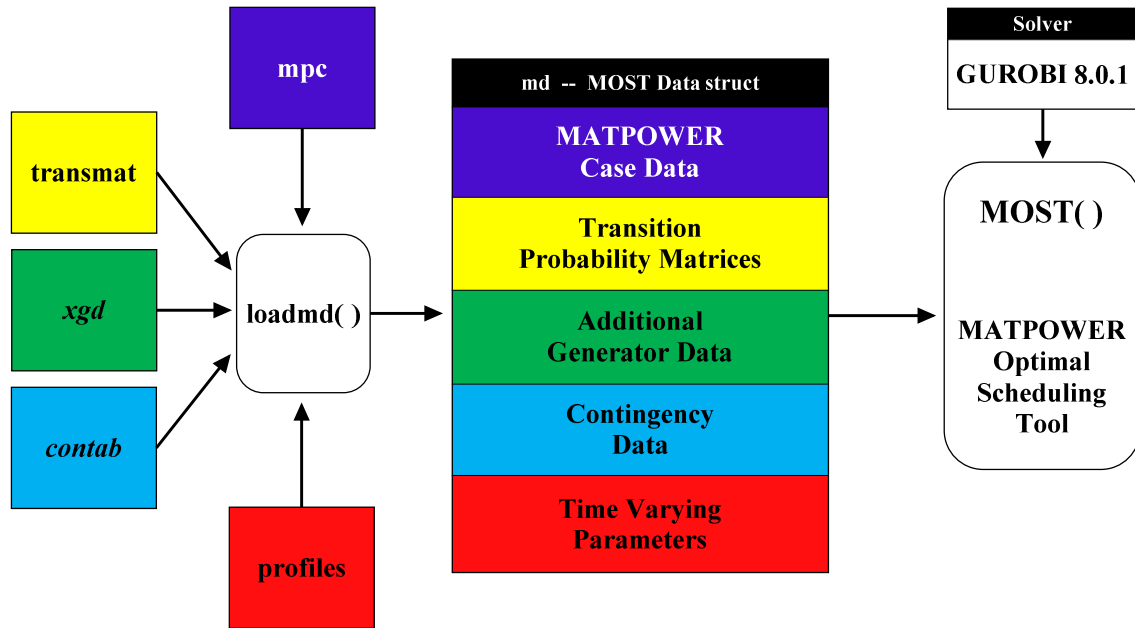 mpc
transmat
xgd
contab
profiles
loadmd( )
md -- MOST Data struct
MATPOWER
Case Data
Transition
Probability Matrices
Additional
Generator Data
Contingency
Data
Time Varying
Parameters
Solver
GUROBI 8.0.1
MOST( )
MATPOWER
Optimal
Scheduling
Tool